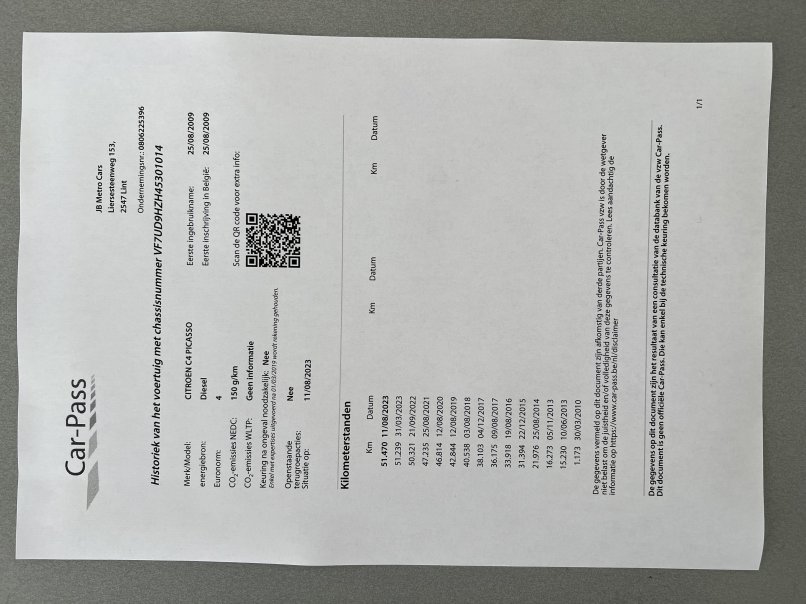 Car-Pass
JB Metro Cars
Liersesteenweg 153,
2547 Lint
Ondernemingsnr.: 0806225396
Historiek van het voertuig met chassisnummer VF7UD9HZH45301014
Merk/Model: CITROEN C4 PICASSO
energiebron: Diesel
Euronorm: 4
CO2-emissies NEDC: 150 g/km
CO2-emissies WLTP: Geen informatie
Keuring na ongeval noodzakelijk: Nee
Enkel met expertises uitgevoerd na 01/03/2019 wordt rekening gehouden.
Openstaande
terugroepacties: Nee
Situatie op: 11/08/2023
Eerste ingebruikname: 25/08/2009
Eerste inschrijving in België: 25/08/2009
Scan de QR code voor extra info:
Kilometerstanden
Km Datum Km Datum Km Datum
51.470 11/08/2023
51.239 31/03/2023
50.321 21/09/2022
47.235 25/08/2021
46.814 12/08/2020
42.844 12/08/2019
40.538 03/08/2018
38.103 04/12/2017
36.175 09/08/2017
33.918 19/08/2016
31.394 22/12/2015
21.976 25/08/2014
16.273 05/11/2013
15.230 10/06/2013
1.173 30/03/2010
De gegevens vermeld op dit document zijn afkomstig van derde partijen. Car-Pass vzw is door de wetgever
niet belast om de juistheid en/of volledigheid van deze gegevens te controleren. Lees aandachtig de
informatie op https://www.car-pass.be/nl/disclaimer
De gegevens op dit document zijn het resultaat van een consultatie van de databank van de vzw Car-Pass.
Dit document is geen officiële Car-Pass. Die kan enkel bij de technische keuring bekomen worden.
1/1